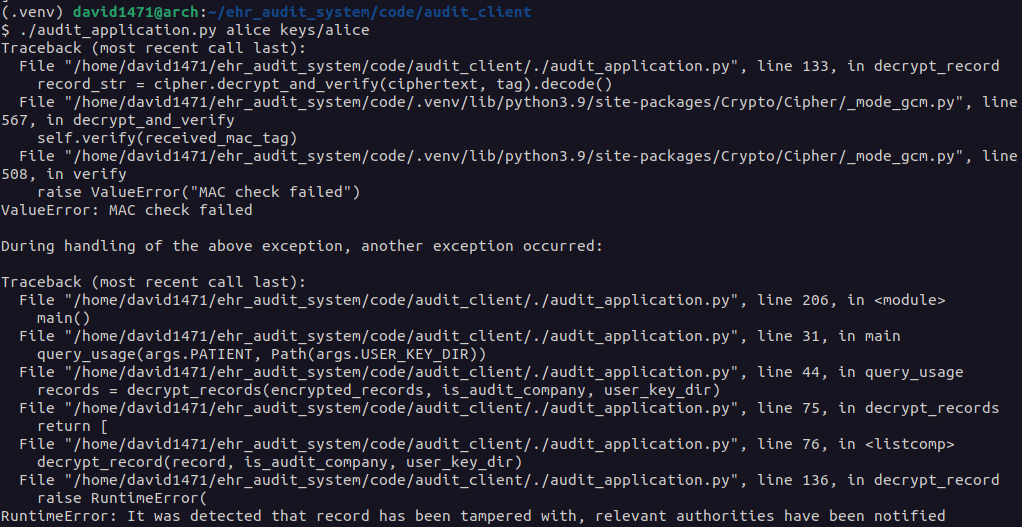 (.venv) david1471@arch:~/ehr_audit_system/code/audit_client
$ ./audit_application.py alice keys/alice
Traceback (most recent call last):
  File "/home/david1471/ehr_audit_system/code/audit_client/./audit_application.py", line 133, in decrypt_record
    record_str = cipher.decrypt_and_verify(ciphertext, tag).decode()
  File "/home/david1471/ehr_audit_system/code/.venv/lib/python3.9/site-packages/Crypto/Cipher/_mode_gcm.py", line
567, in decrypt_and_verify
    self.verify(received_mac_tag)
  File "/home/david1471/ehr_audit_system/code/.venv/lib/python3.9/site-packages/Crypto/Cipher/_mode_gcm.py", line
508, in verify
    raise ValueError("MAC check failed")
ValueError: MAC check failed

During handling of the above exception, another exception occurred:

Traceback (most recent call last):
  File "/home/david1471/ehr_audit_system/code/audit_client/./audit_application.py", line 206, in <module>
    main()
  File "/home/david1471/ehr_audit_system/code/audit_client/./audit_application.py", line 31, in main
    query_usage(args.PATIENT, Path(args.USER_KEY_DIR))
  File "/home/david1471/ehr_audit_system/code/audit_client/./audit_application.py", line 44, in query_usage
    records = decrypt_records(encrypted_records, is_audit_company, user_key_dir)
  File "/home/david1471/ehr_audit_system/code/audit_client/./audit_application.py", line 75, in decrypt_records
    return [
  File "/home/david1471/ehr_audit_system/code/audit_client/./audit_application.py", line 76, in <listcomp>
    decrypt_record(record, is_audit_company, user_key_dir)
  File "/home/david1471/ehr_audit_system/code/audit_client/./audit_application.py", line 136, in decrypt_record
    raise RuntimeError(
RuntimeError: It was detected that record has been tampered with, relevant authorities have been notified